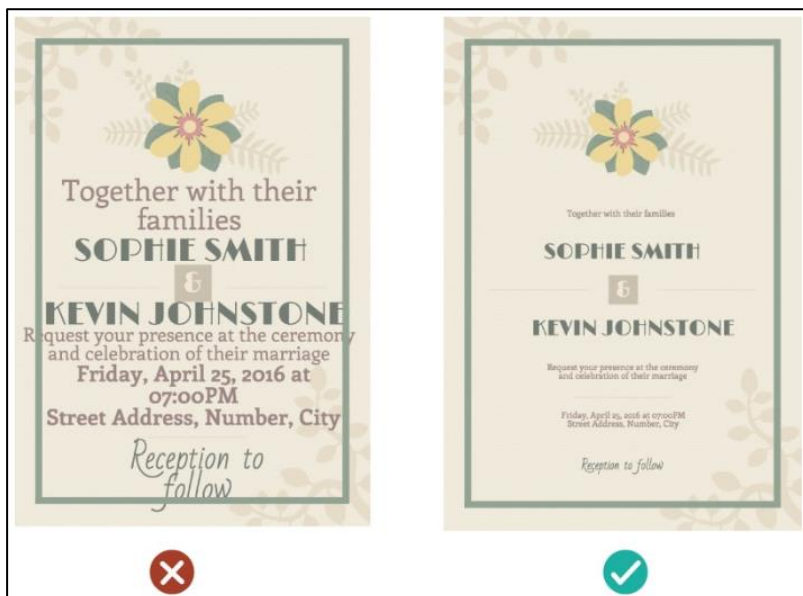 Together with their
families
SOPHIE SMITH
&
KEVIN JOHNSTONE
Request your presence at the ceremony
and celebration of their marriage
Friday, April 25, 2016 at
07:00PM
Street Address, Number, City
Reception to
follow
Together with their families
SOPHIE SMITH
&
KEVIN JOHNSTONE
Request your presence at the ceremony
and celebration of their marriage
Friday, April 25, 2016 at 07:00PM
Street Address, Number, City
Reception to follow